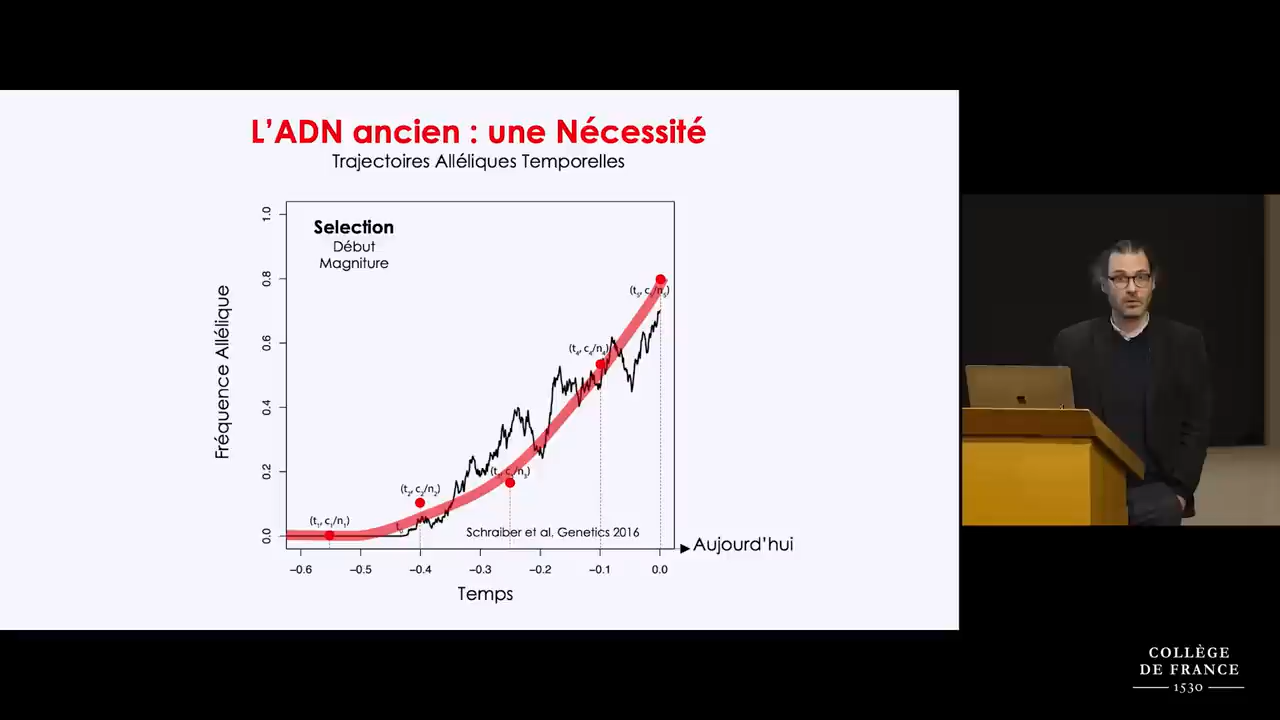 L'ADN ancien : une Nécessité
Trajectoires Alléliques Temporelles
Selection
Début
Magniture
Fréquence Allélique
1.0
0.8
0.6
0.4
0.2
0.0
(t₅, c₅/n₅)
(t₄, c₄/n₄)
(t₃, c₃/n₃)
(t₂, c₂/n₂)
(t₁, c₁/n₁)
t₀
Schraiber et al, Genetics 2016
Aujourd'hui
−0.6 −0.5 −0.4 −0.3 −0.2 −0.1 0.0
Temps
COLLÈGE
DE FRANCE
1530